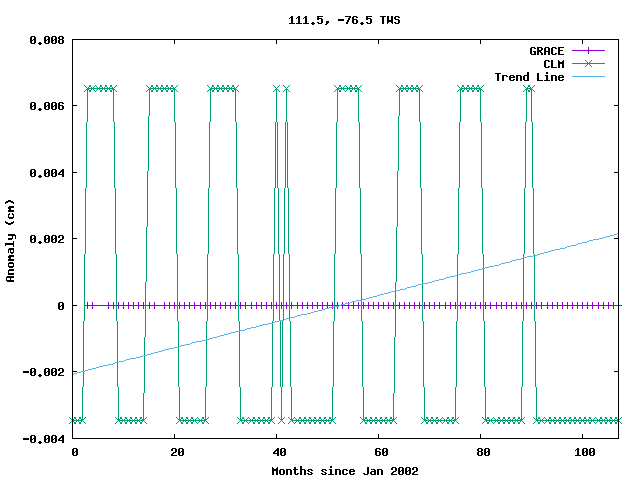 111.5, -76.5 TWS
GRACE
CLM
Trend Line
0.008
0.006
0.004
0.002
0
-0.002
-0.004
Anomaly (cm)
0 20 40 60 80 100
Months since Jan 2002